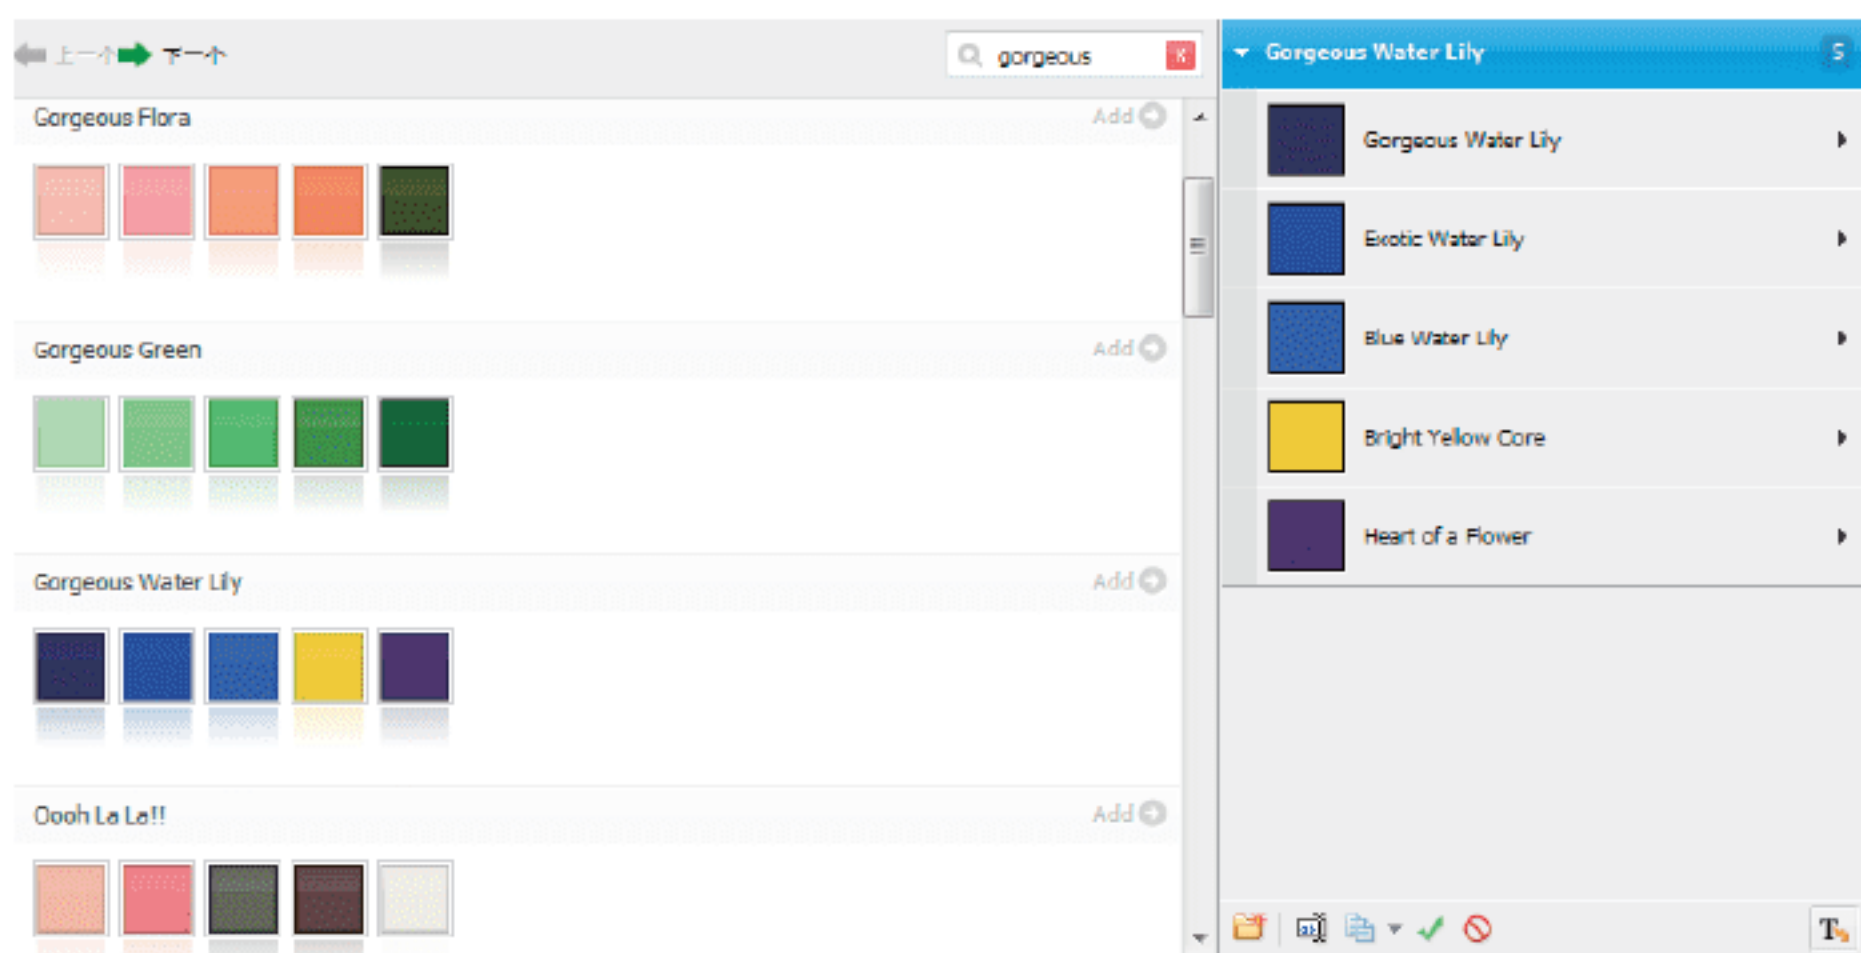 上一个 下一个
gorgeous
Gorgeous Flora
Add
Gorgeous Green
Add
Gorgeous Water Lily
Add
Oooh La La!!
Add
Gorgeous Water Lily
5
Gorgeous Water Lily
Exotic Water Lily
Blue Water Lily
Bright Yellow Core
Heart of a Flower